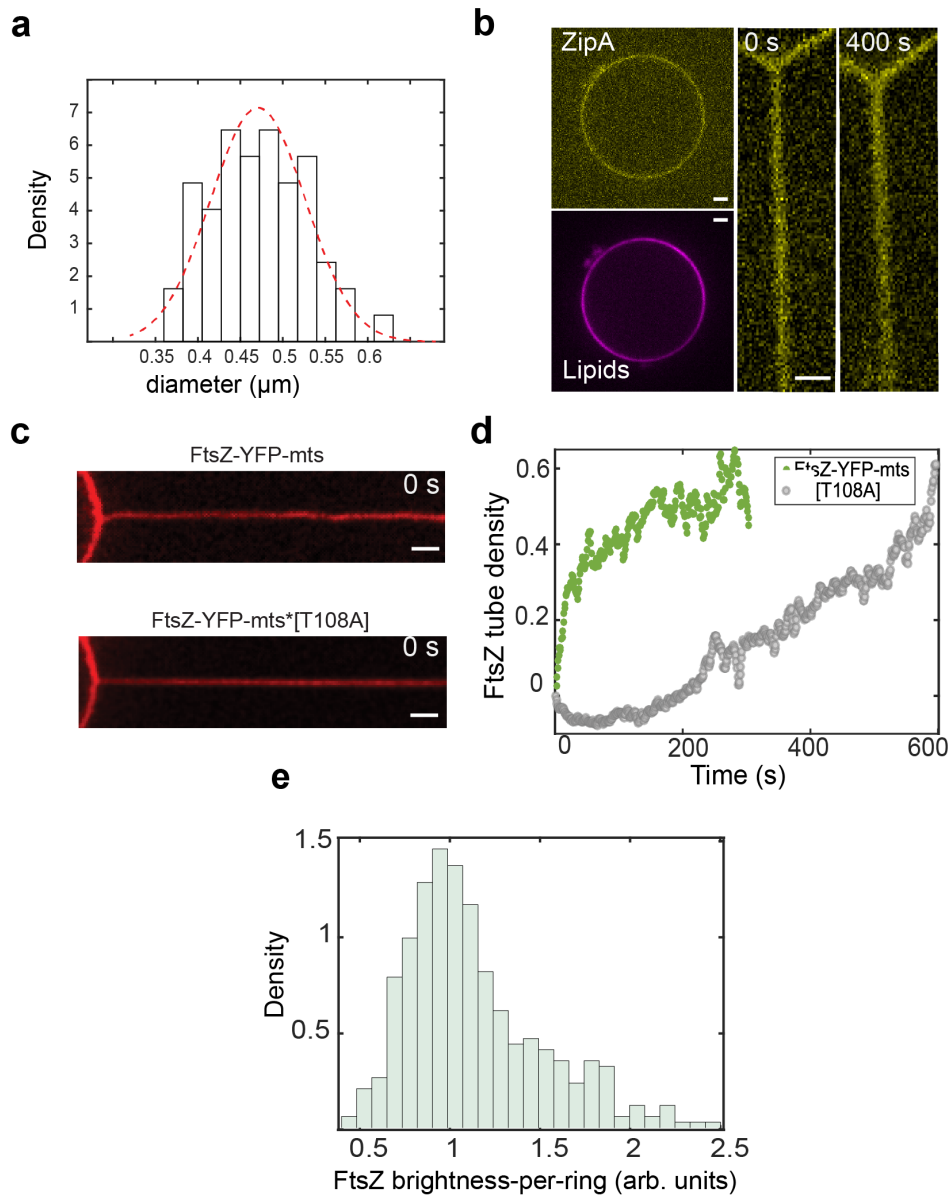 a
Density
7
6
5
4
3
2
1
0.35 0.4 0.45 0.5 0.55 0.6
diameter (µm)
b
ZipA
Lipids
0 s
400 s
c
FtsZ-YFP-mts
0 s
FtsZ-YFP-mts*[T108A]
0 s
d
FtsZ tube density
0.6
0.4
0.2
0
FtsZ-YFP-mts
[T108A]
0 200 400 600
Time (s)
e
Density
1.5
1
0.5
0.5 1 1.5 2 2.5
FtsZ brightness-per-ring (arb. units)